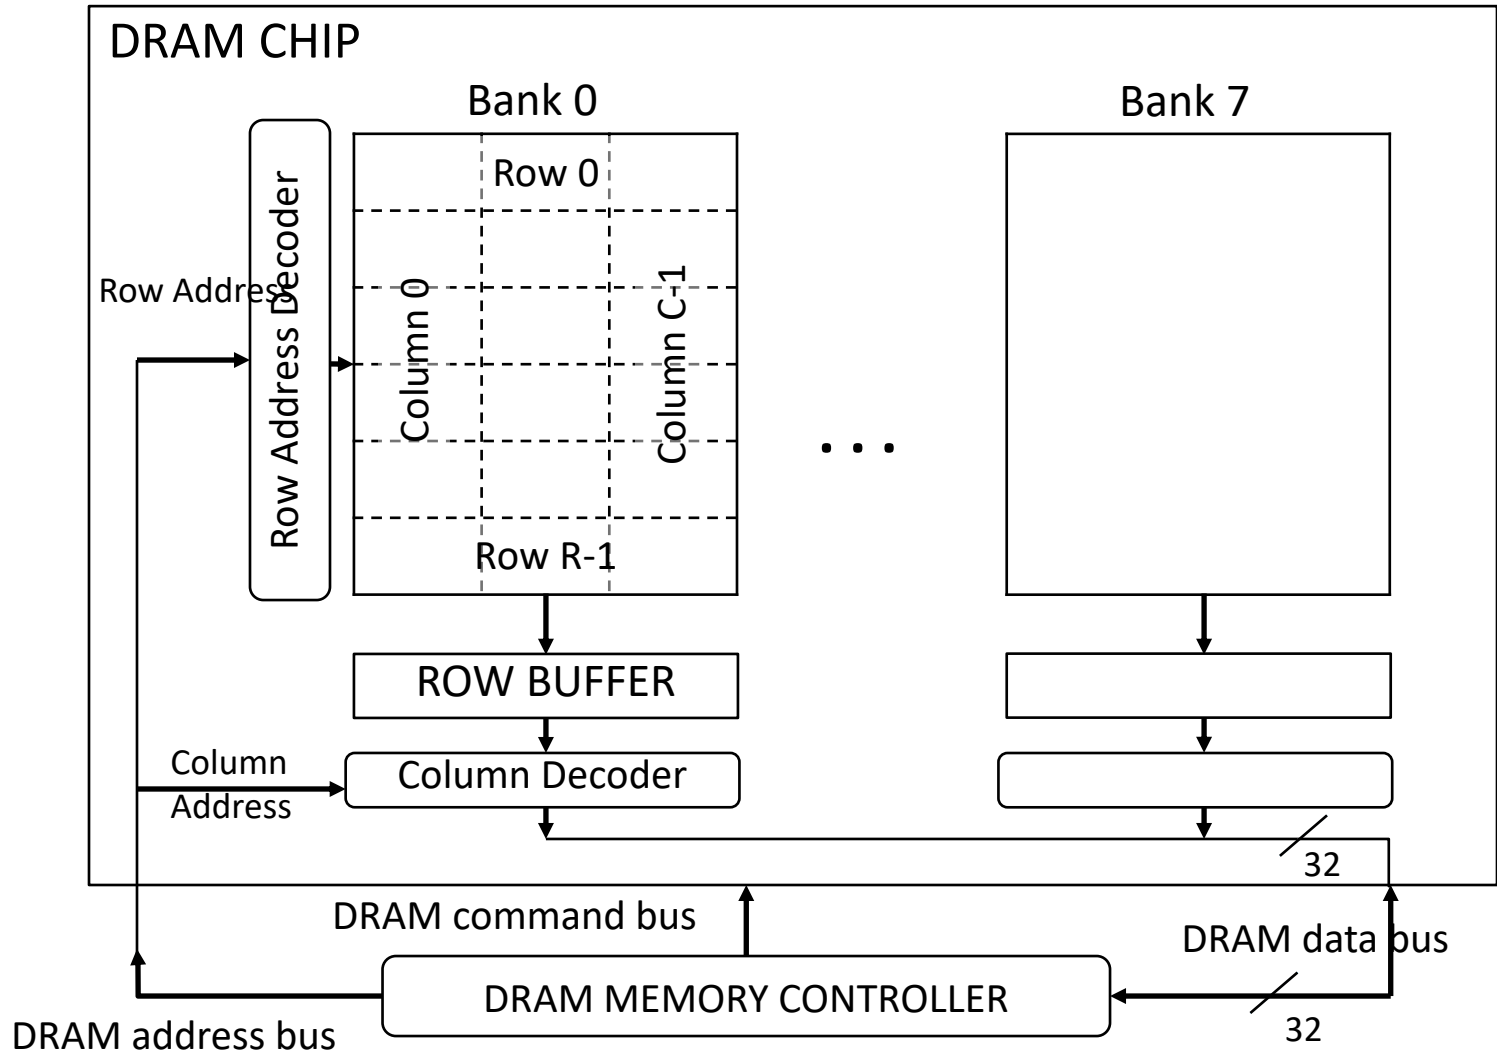 DRAM CHIP
Bank 0
Bank 7
Row 0
Row Address
Row Address Decoder
Column 0
Column C-1
. . .
Row R-1
ROW BUFFER
Column
Address
Column Decoder
32
DRAM command bus
DRAM data bus
DRAM MEMORY CONTROLLER
32
DRAM address bus